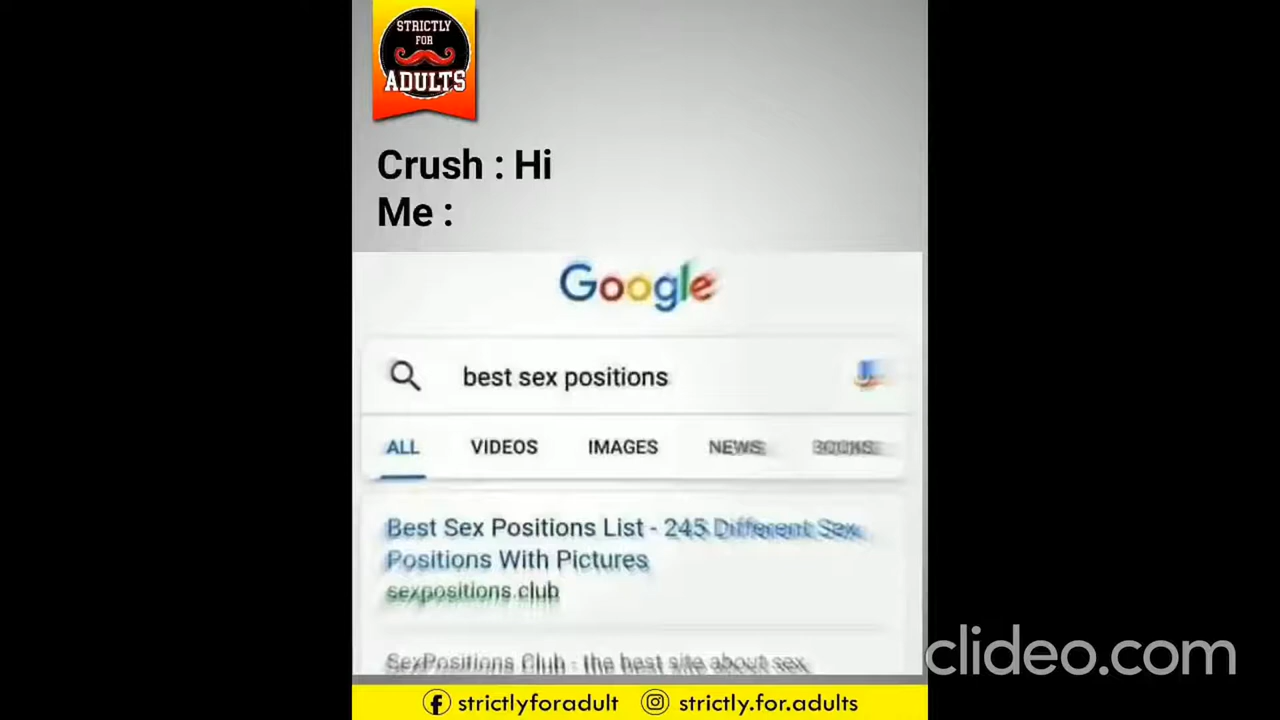 STRICTLY
FOR
ADULTS
Crush : Hi
Me :
Google
best sex positions
ALL VIDEOS IMAGES NEWS BOOKS
Best Sex Positions List - 245 Different Sex
Positions With Pictures
sexpositions.club
SexPositions Club - the best site about sex
clideo.com
strictlyforadult strictly.for.adults